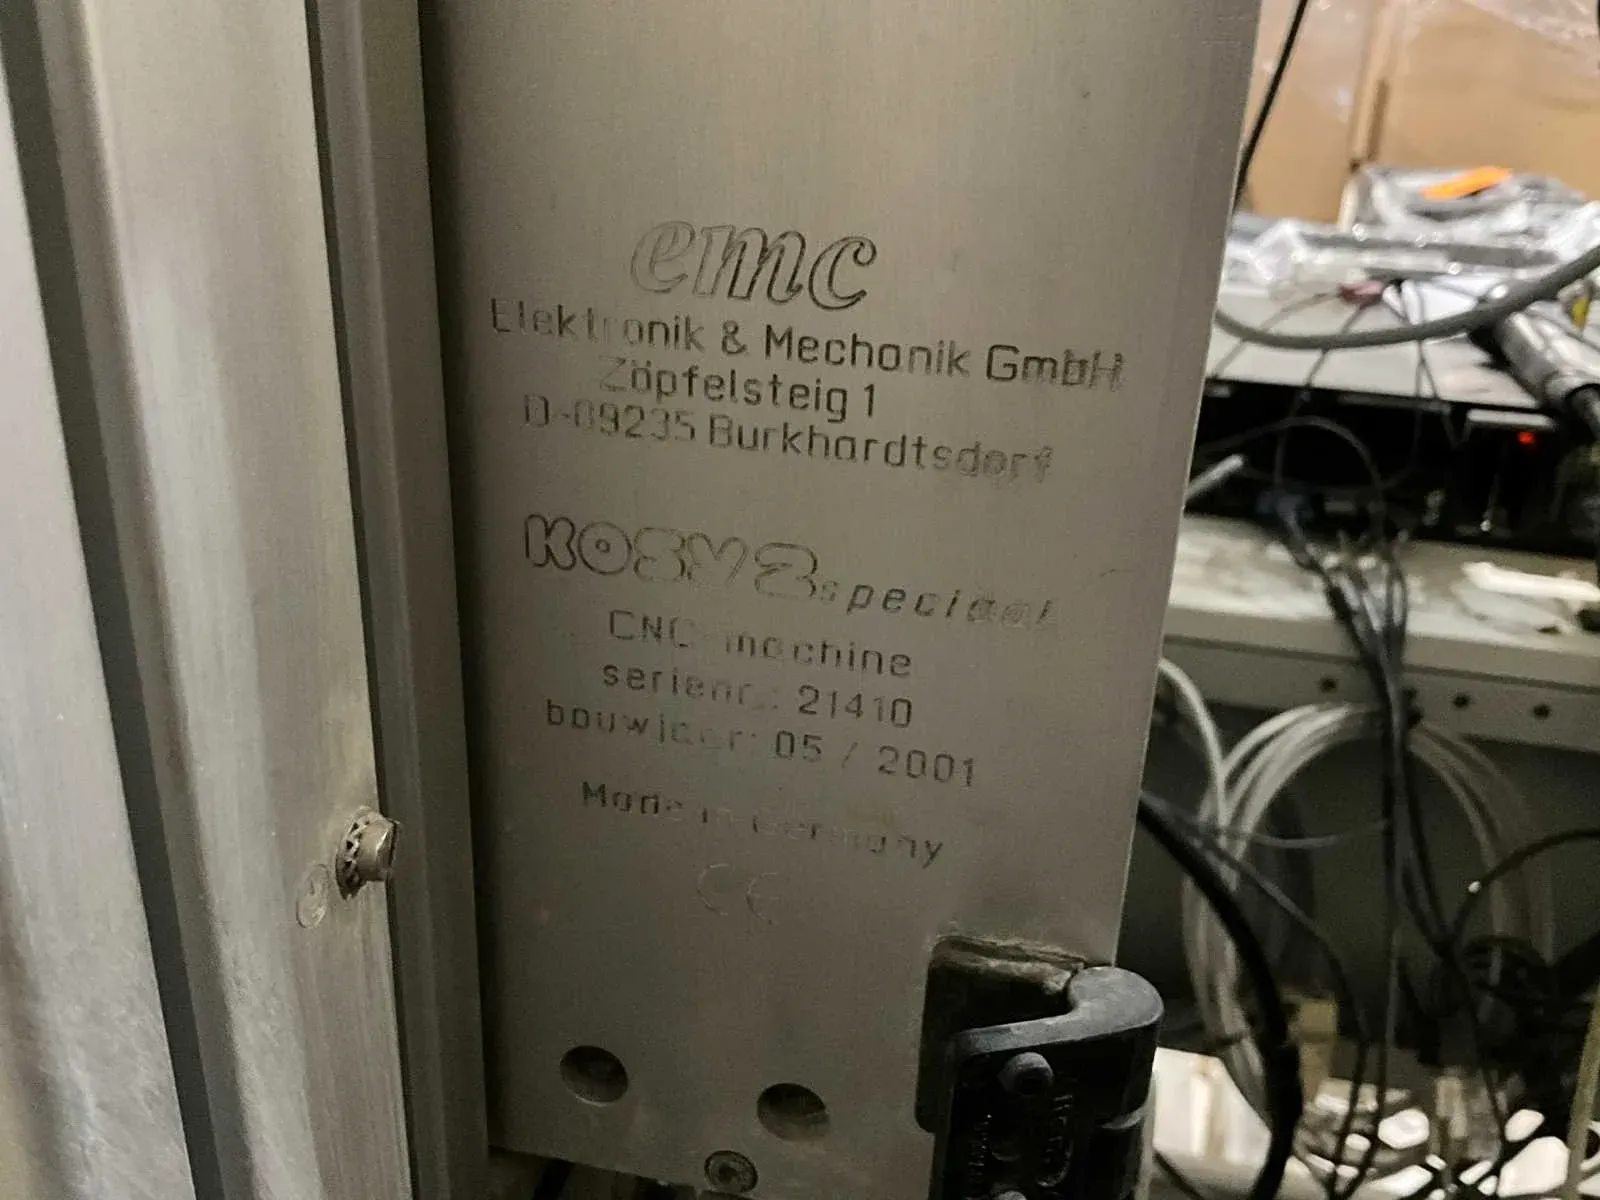 emc
Elektronik & Mechanik GmbH
Zöpfelsteig 1
D-09235 Burkhardtsdorf
KOSY2 speciaal
CNC-machine
serienr.: 21410
bouwjaar: 05 / 2001
Made in Germany
CE